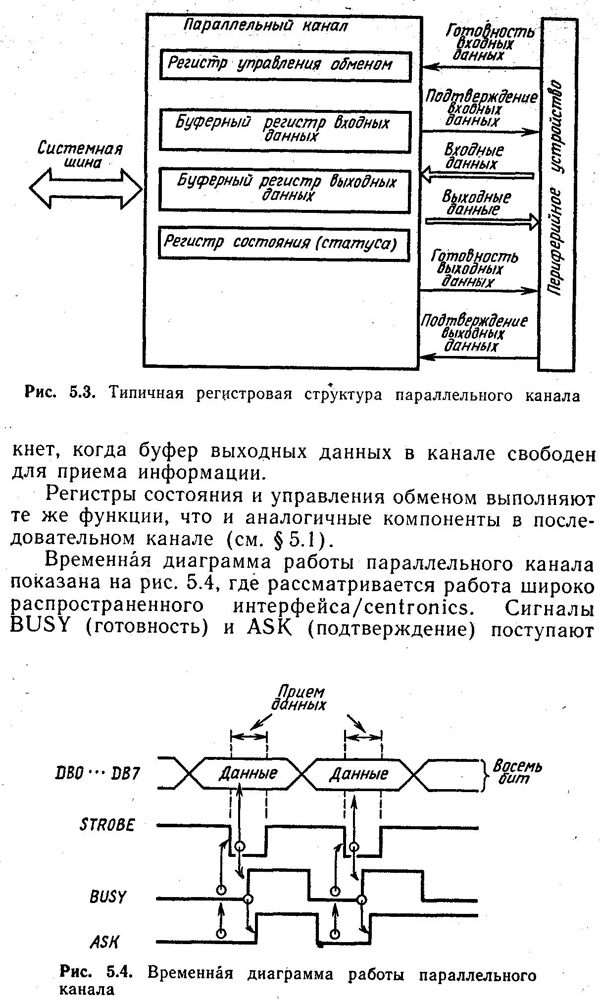 Параллельный канал
Регистр управления обменом
Буферный регистр входных
данных
Буферный регистр выходных
данных
Регистр состояния (статуса)
Системная
шина
Готовность
входных
данных
Подтверждение
входных
данных
Входные
данные
Выходные
данные
Готовность
выходных
данных
Подтверждение
выходных
данных
Периферийное устройство
Рис. 5.3. Типичная регистровая структура параллельного канала
кнет, когда буфер выходных данных в канале свободен
для приема информации.
Регистры состояния и управления обменом выполняют
те же функции, что и аналогичные компоненты в после-
довательном канале (см. § 5.1).
Временна́я диаграмма работы параллельного канала
показана на рис. 5.4, где рассматривается работа широко
распространенного интерфейса/centronics. Сигналы
BUSY (готовность) и ASK (подтверждение) поступают
Прием
данных
DB0 ··· DB7
Данные
Данные
Восемь
бит
STROBE
BUSY
ASK
Рис. 5.4. Временна́я диаграмма работы параллельного
канала